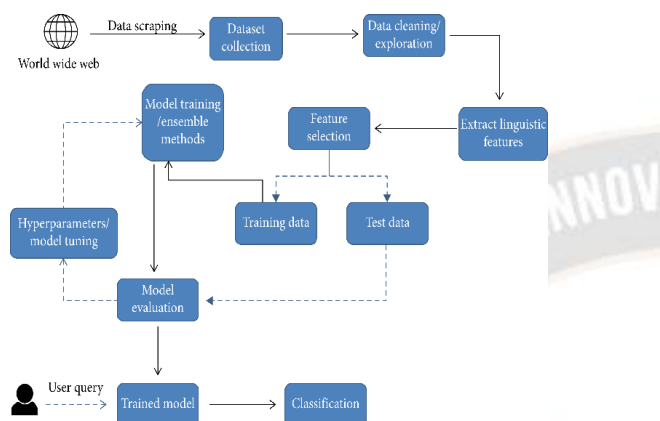 Data scraping
World wide web
Dataset
collection
Data cleaning/
exploration
Model training
/ensemble
methods
Feature
selection
Extract linguistic
features
Training data
Test data
Hyperparameters/
model tuning
Model
evaluation
User query
Trained model
Classification
NNOV